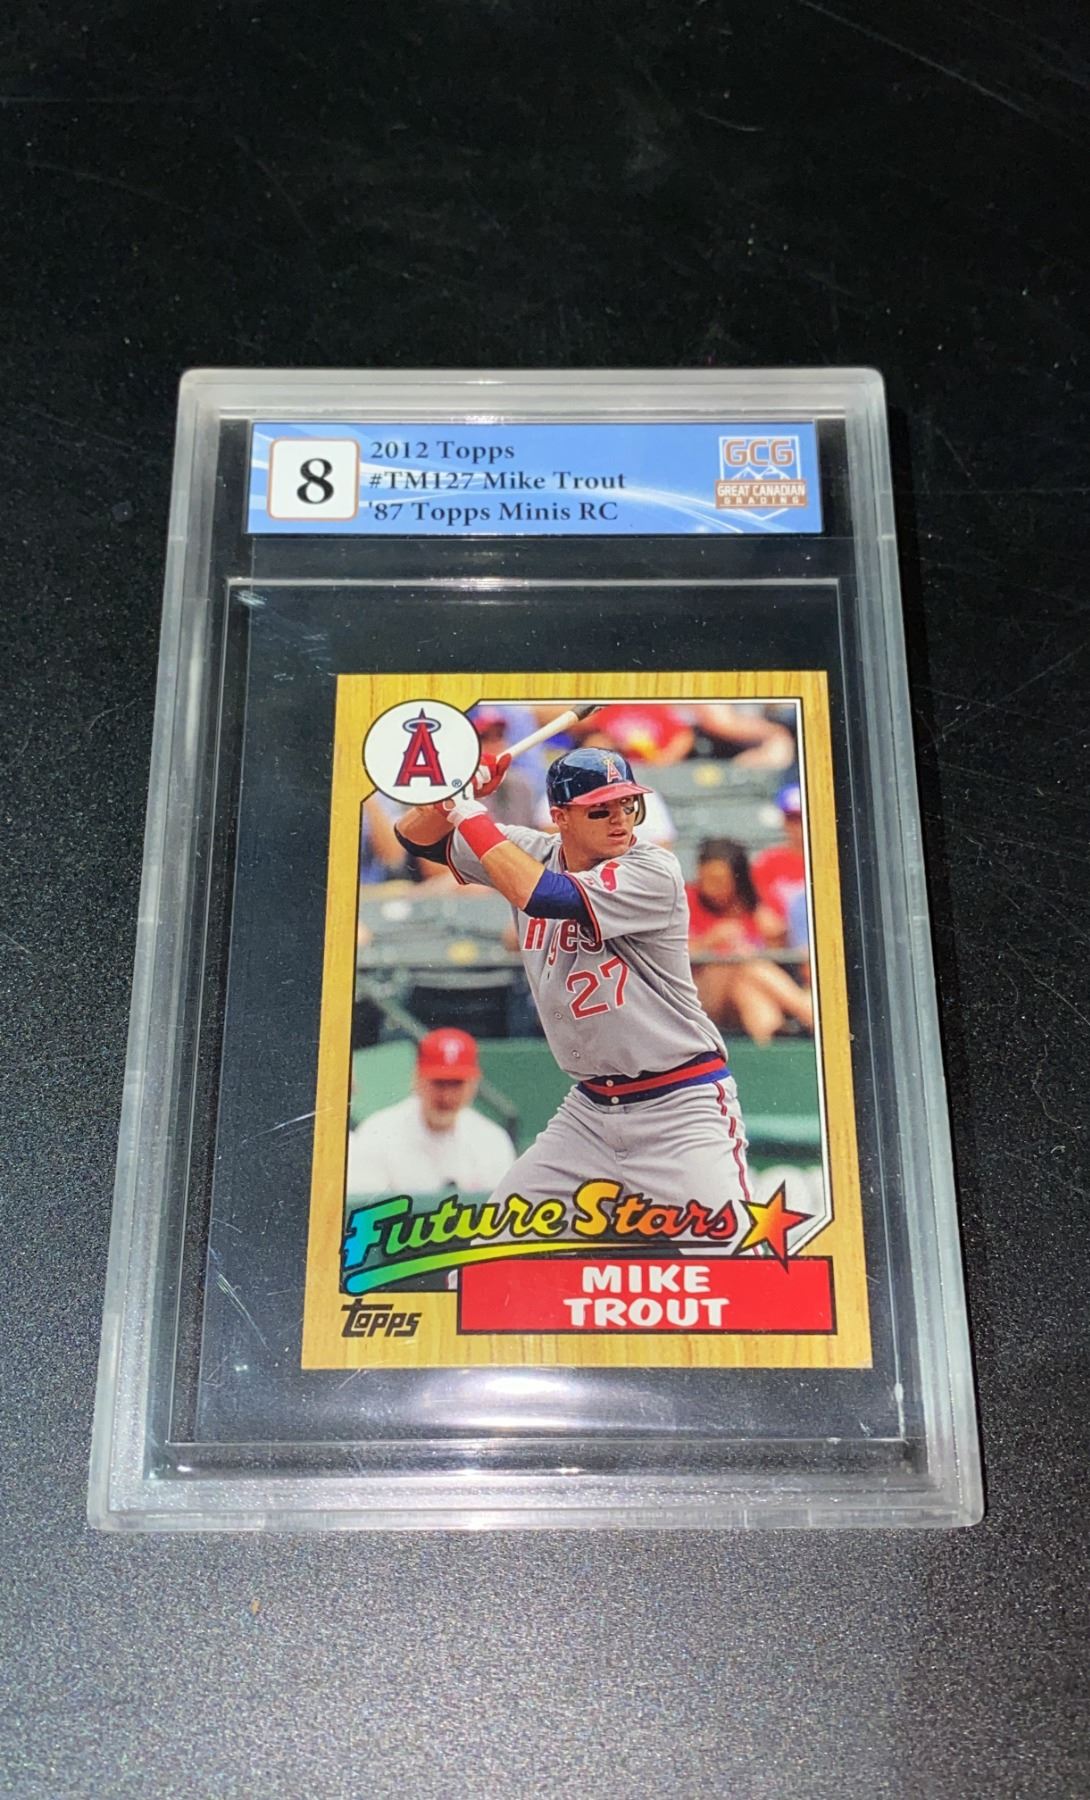 8
2012 Topps
#TM127 Mike Trout
'87 Topps Minis RC
GCG
GREAT CANADIAN
GRADING
A
®
A
27
T
Future Stars
MIKE
TROUT
Topps